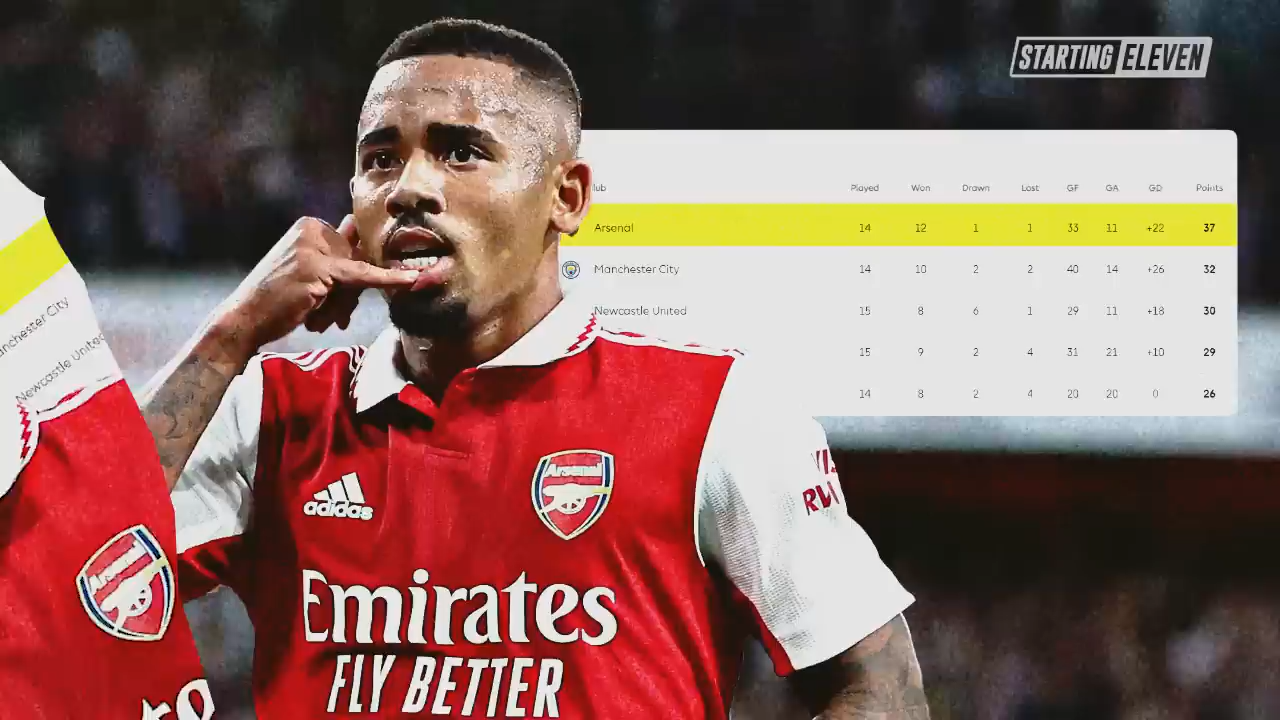 STARTING ELEVEN
lub Played Won Drawn Lost GF GA GD Points
Arsenal 14 12 1 1 33 11 +22 37
Manchester City 14 10 2 2 40 14 +26 32
Newcastle United 15 8 6 1 29 11 +18 30
15 9 2 4 31 21 +10 29
14 8 2 4 20 20 0 26
anchester City
Newcastle United
Arsenal
adidas
Arsenal
Emirates
FLY BETTER